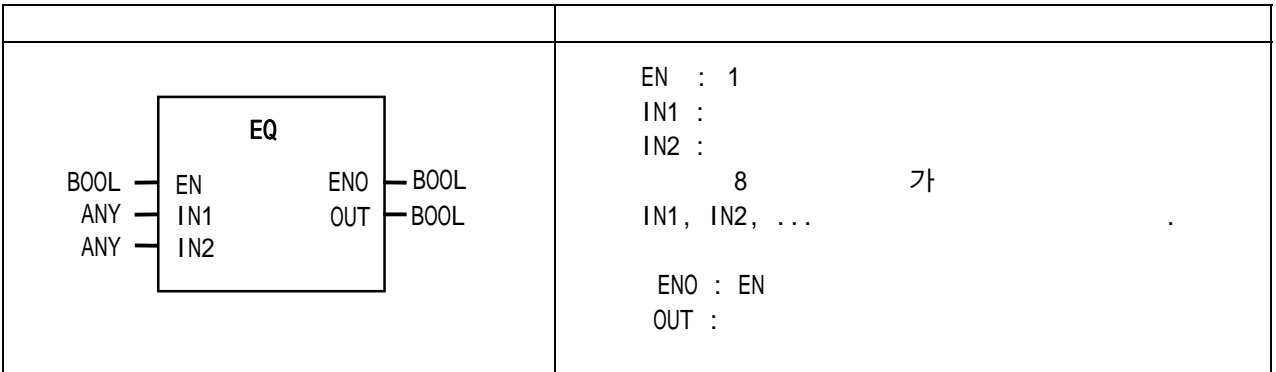 EQ
BOOL EN ENO BOOL
ANY IN1 OUT BOOL
ANY IN2
EN : 1
IN1 :
IN2 :
8 가
IN1, IN2, ... .
ENO : EN
OUT :